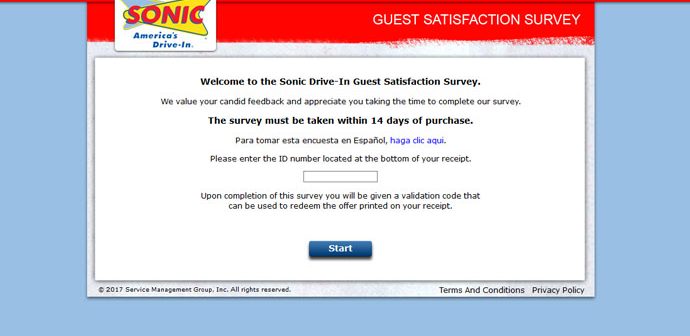 SONIC
America's
Drive-In.
GUEST SATISFACTION SURVEY
Welcome to the Sonic Drive-In Guest Satisfaction Survey.
We value your candid feedback and appreciate you taking the time to complete our survey.
The survey must be taken within 14 days of purchase.
Para tomar esta encuesta en Español, haga clic aqui.
Please enter the ID number located at the bottom of your receipt.
Upon completion of this survey you will be given a validation code that
can be used to redeem the offer printed on your receipt.
Start
© 2017 Service Management Group, Inc. All rights reserved.
Terms And Conditions Privacy Policy